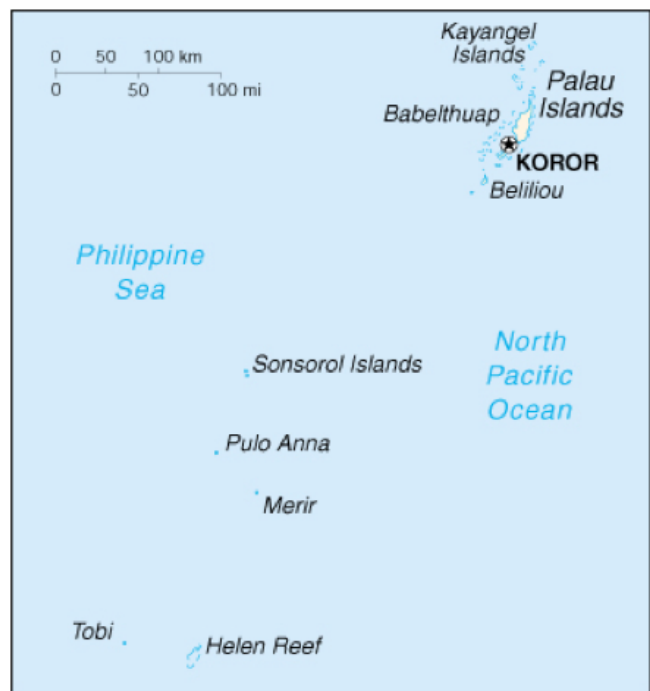 Kayangel
Islands
0 50 100 km
0 50 100 mi
Palau
Islands
Babelthuap
KOROR
Beliliou
Philippine
Sea
North
Pacific
Ocean
Sonsorol Islands
Pulo Anna
Merir
Tobi
Helen Reef